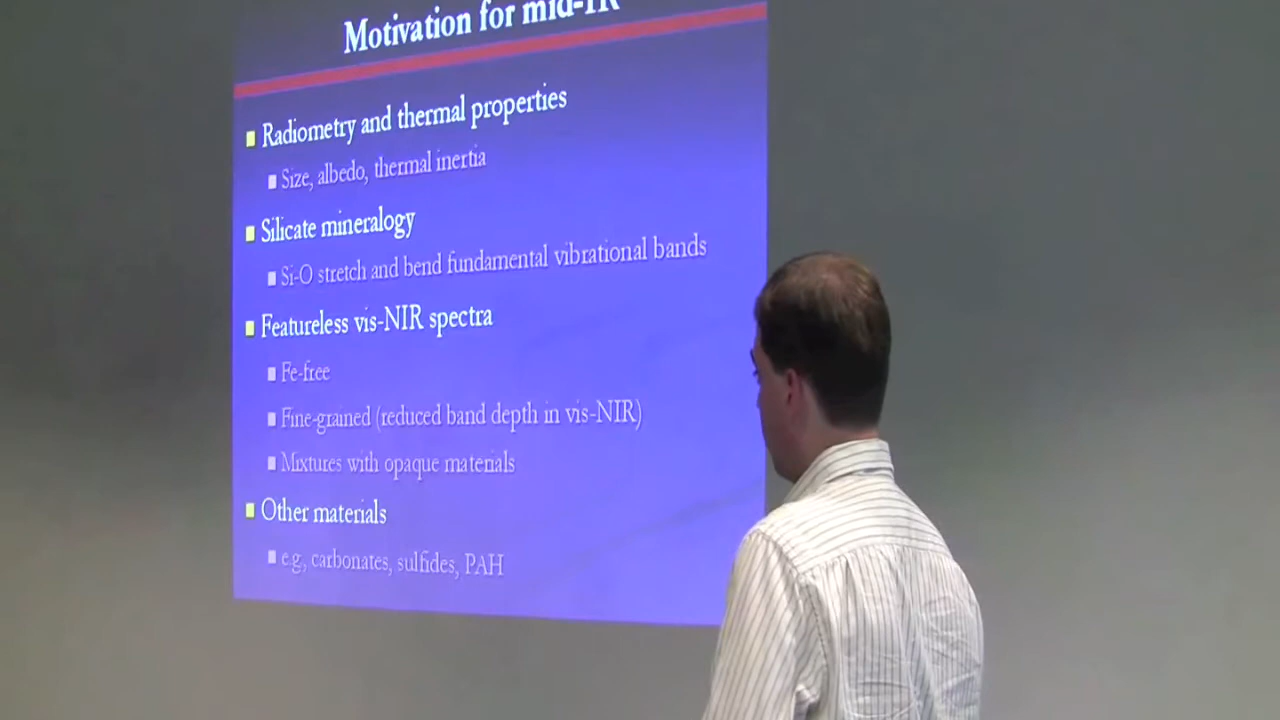 Motivation for mid-IR
Radiometry and thermal properties
Size, albedo, thermal inertia
Silicate mineralogy
Si-O stretch and bend fundamental vibrational bands
Featureless vis-NIR spectra
Fe-free
Fine-grained (reduced band depth in vis-NIR)
Mixtures with opaque materials
Other materials
e.g., carbonates, sulfides, PAH